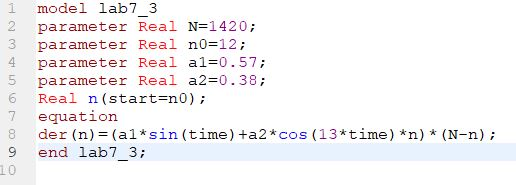 1 model lab7_3
2 parameter Real N=1420;
3 parameter Real n0=12;
4 parameter Real a1=0.57;
5 parameter Real a2=0.38;
6 Real n(start=n0);
7 equation
8 der(n)=(a1*sin(time)+a2*cos(13*time)*n)*(N-n);
9 end lab7_3;
10